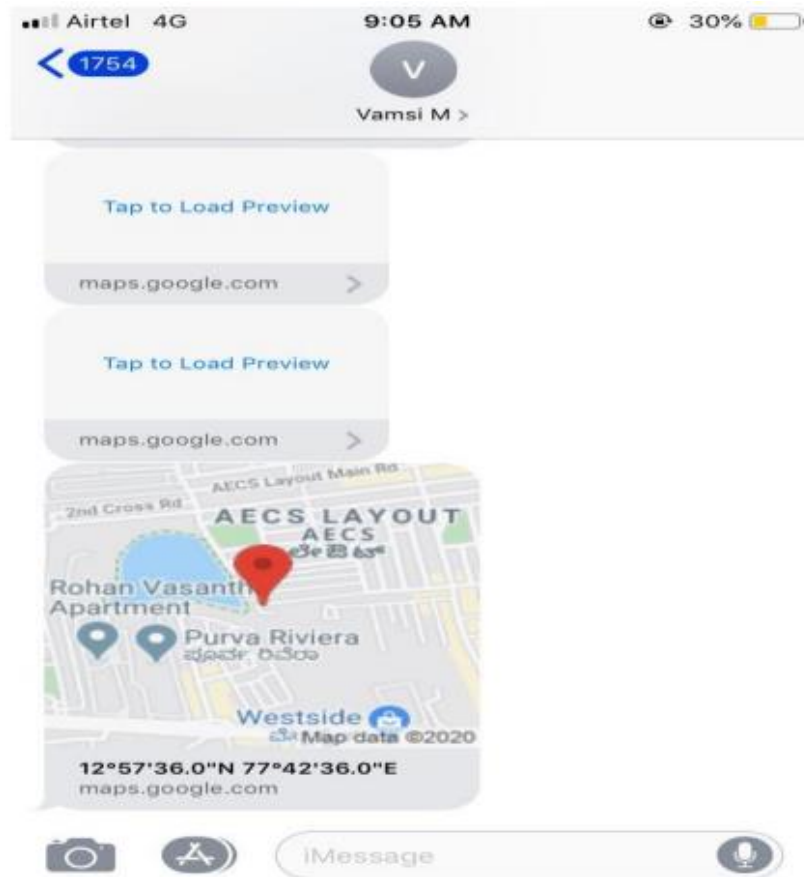 Airtel 4G 9:05 AM 30%
1754
V
Vamsi M >
Tap to Load Preview
maps.google.com
Tap to Load Preview
maps.google.com
AECS Layout Main Rd
2nd Cross Rd
AECS LAYOUT
AECS
ಲೇಔಟ್
Rohan Vasanth
Apartment
Purva Riviera
ಪೂರ್ವ ರಿವೇರಾ
Westside
Map data ©2020
12°57'36.0"N 77°42'36.0"E
maps.google.com
iMessage